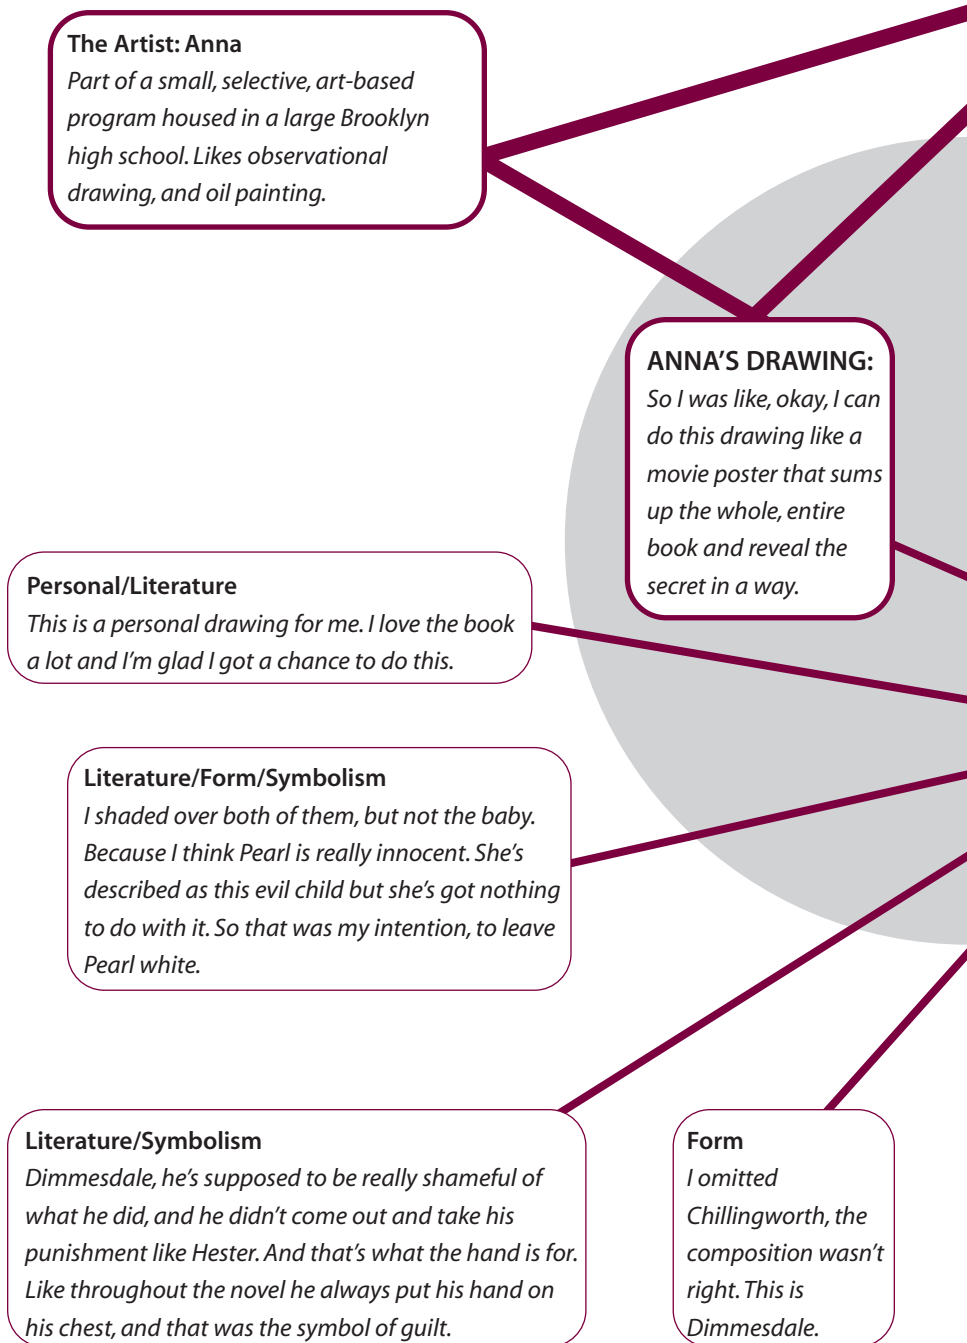 The Artist: Anna
Part of a small, selective, art-based
program housed in a large Brooklyn
high school. Likes observational
drawing, and oil painting.
ANNA'S DRAWING:
So I was like, okay, I can
do this drawing like a
movie poster that sums
up the whole, entire
book and reveal the
secret in a way.
Personal/Literature
This is a personal drawing for me. I love the book
a lot and I'm glad I got a chance to do this.
Literature/Form/Symbolism
I shaded over both of them, but not the baby.
Because I think Pearl is really innocent. She's
described as this evil child but she's got nothing
to do with it. So that was my intention, to leave
Pearl white.
Literature/Symbolism
Dimmesdale, he's supposed to be really shameful of
what he did, and he didn't come out and take his
punishment like Hester. And that's what the hand is for.
Like throughout the novel he always put his hand on
his chest, and that was the symbol of guilt.
Form
I omitted
Chillingworth, the
composition wasn't
right. This is
Dimmesdale.